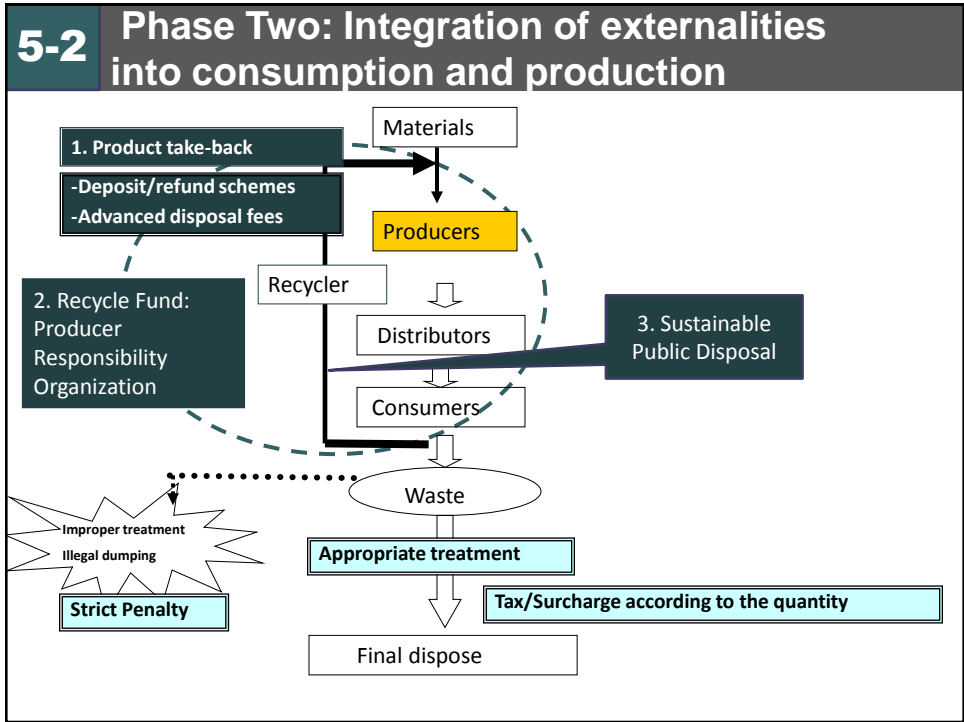 5-2
Phase Two: Integration of externalities
into consumption and production
Materials
1. Product take-back
-Deposit/refund schemes
-Advanced disposal fees
Producers
Recycler
2. Recycle Fund:
Producer
Responsibility
Organization
3. Sustainable
Public Disposal
Distributors
Consumers
Waste
Improper treatment
Illegal dumping
Appropriate treatment
Strict Penalty
Tax/Surcharge according to the quantity
Final dispose